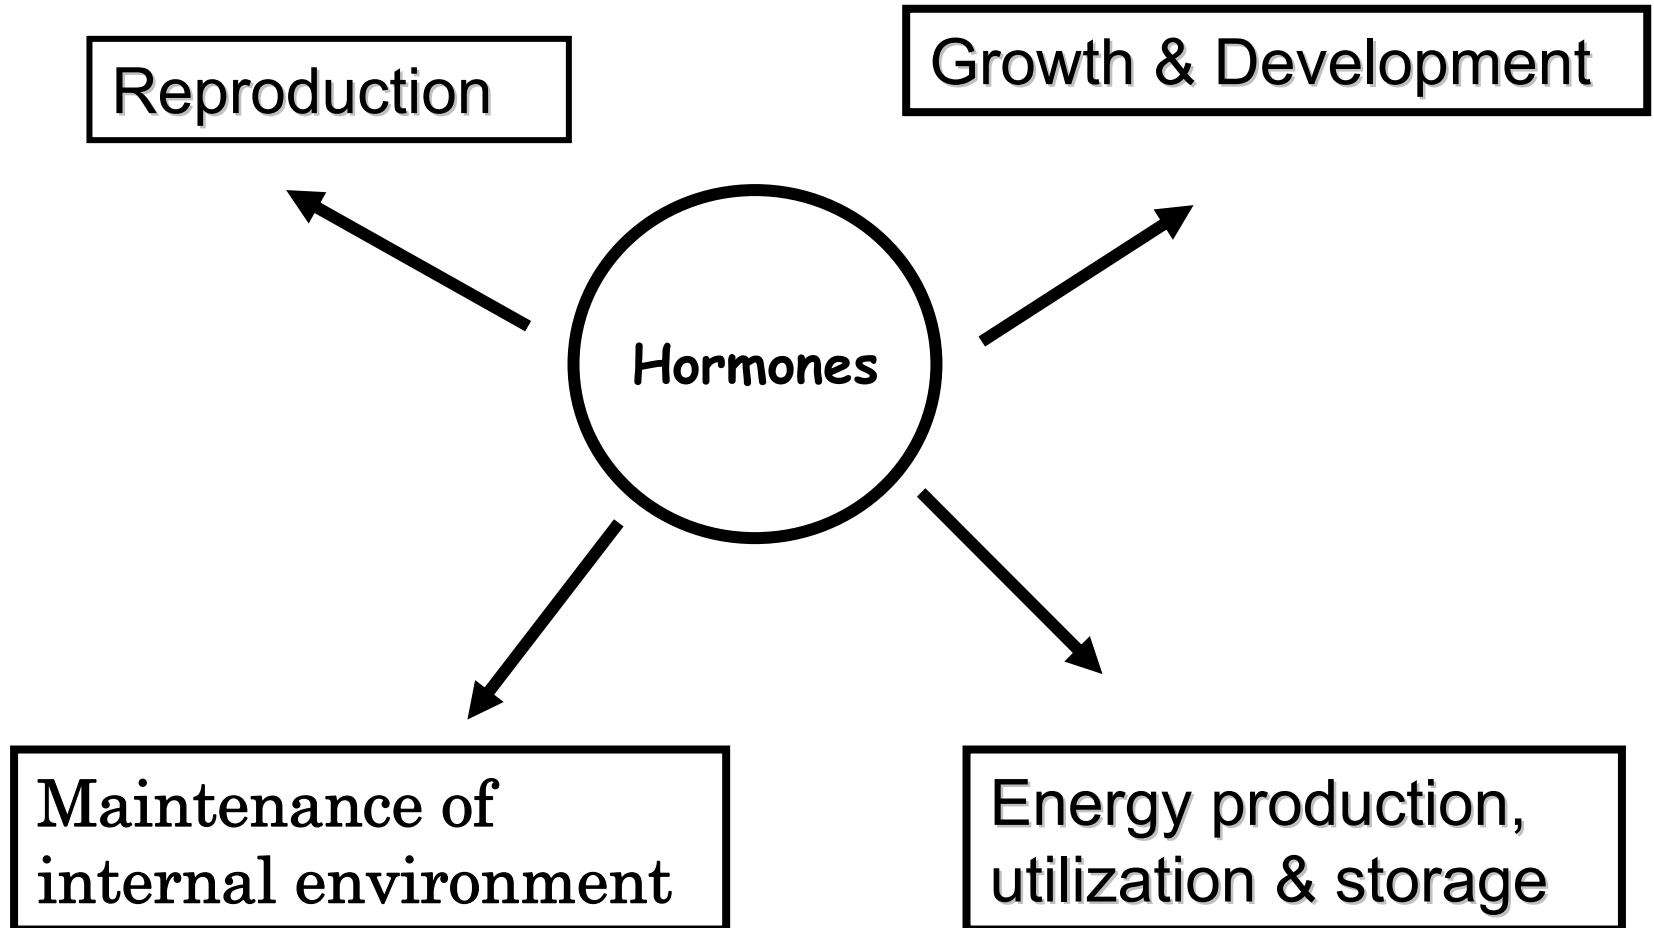 Reproduction
Growth & Development
Hormones
Maintenance of
internal environment
Energy production,
utilization & storage